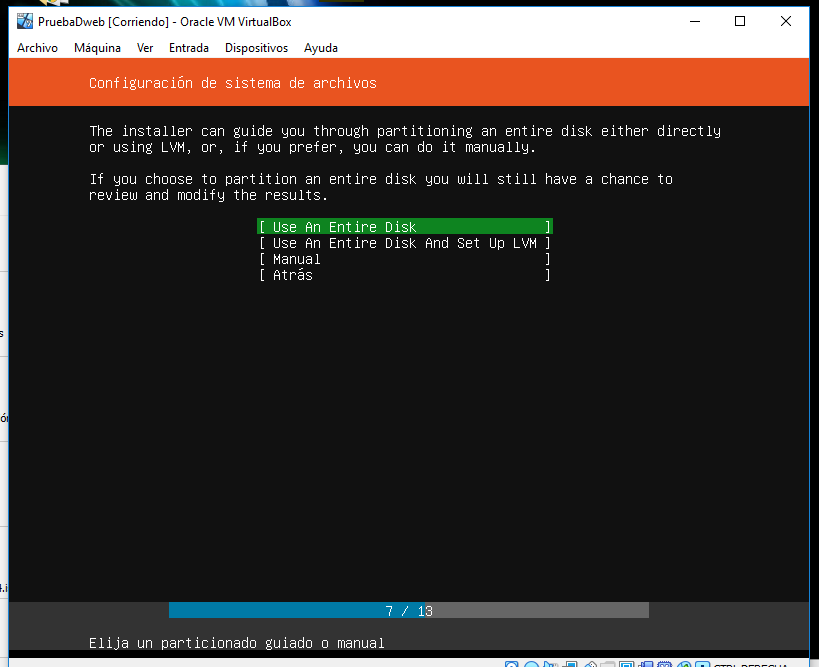 PruebaDweb [Corriendo] - Oracle VM VirtualBox
Archivo Máquina Ver Entrada Dispositivos Ayuda
Configuración de sistema de archivos
The installer can guide you through partitioning an entire disk either directly
or using LVM, or, if you prefer, you can do it manually.
If you choose to partition an entire disk you will still have a chance to
review and modify the results.
[ Use An Entire Disk ]
[ Use An Entire Disk And Set Up LVM ]
[ Manual ]
[ Atrás ]
7 / 13
Elija un particionado guiado o manual
CTRL DERECHA